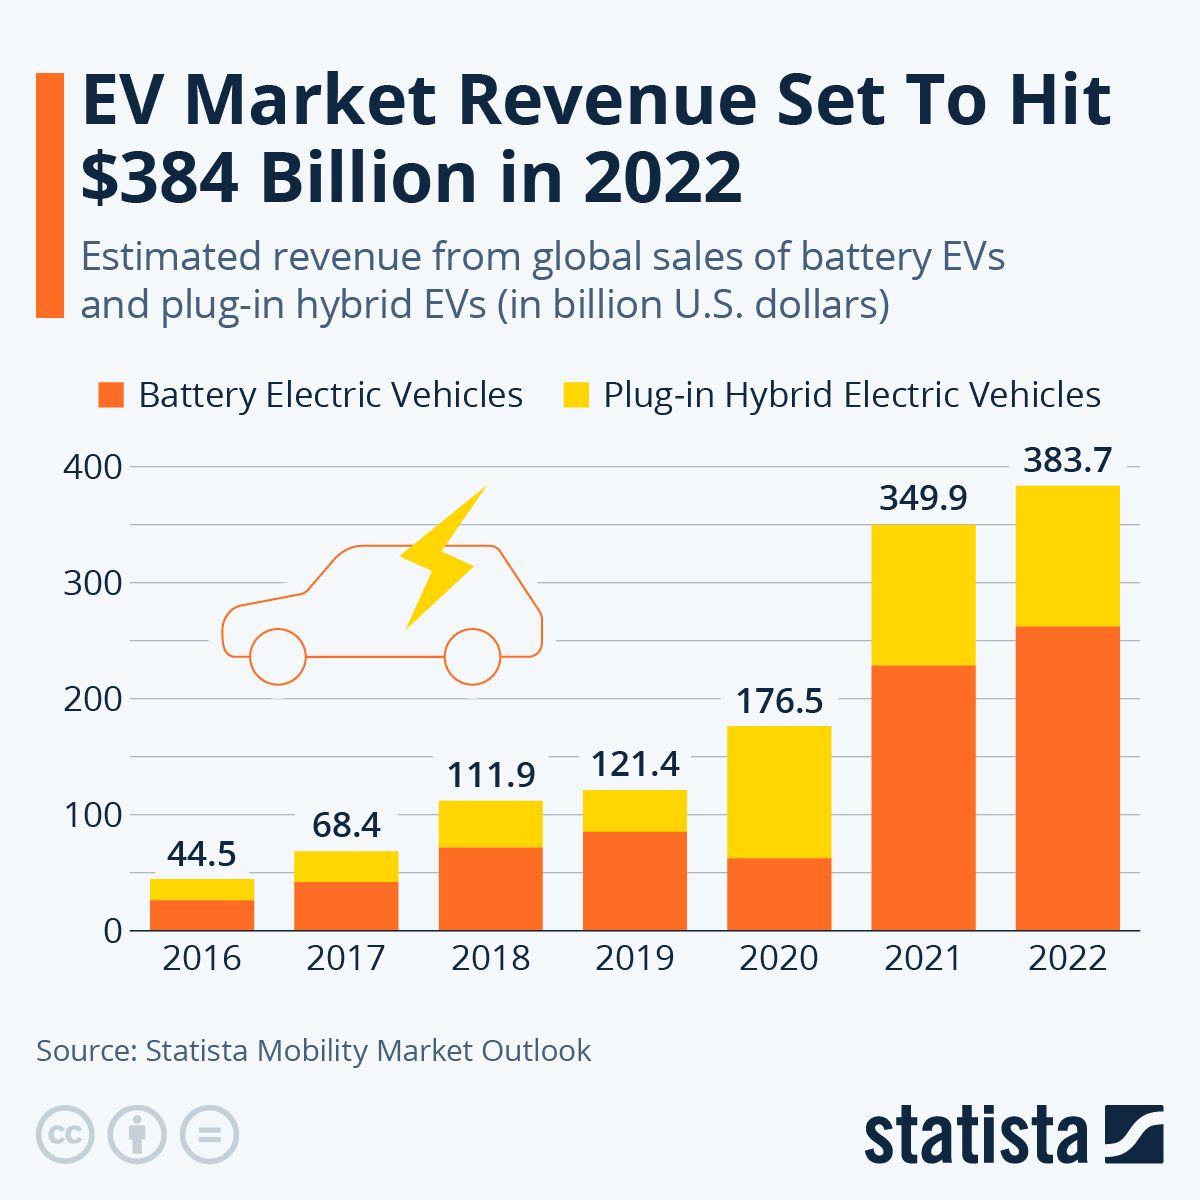 EV Market Revenue Set To Hit
$384 Billion in 2022
Estimated revenue from global sales of battery EVs
and plug-in hybrid EVs (in billion U.S. dollars)
Battery Electric Vehicles
Plug-in Hybrid Electric Vehicles
400
300
200
100
0
44.5
68.4
111.9
121.4
176.5
349.9
383.7
2016
2017
2018
2019
2020
2021
2022
Source: Statista Mobility Market Outlook
cc
statista